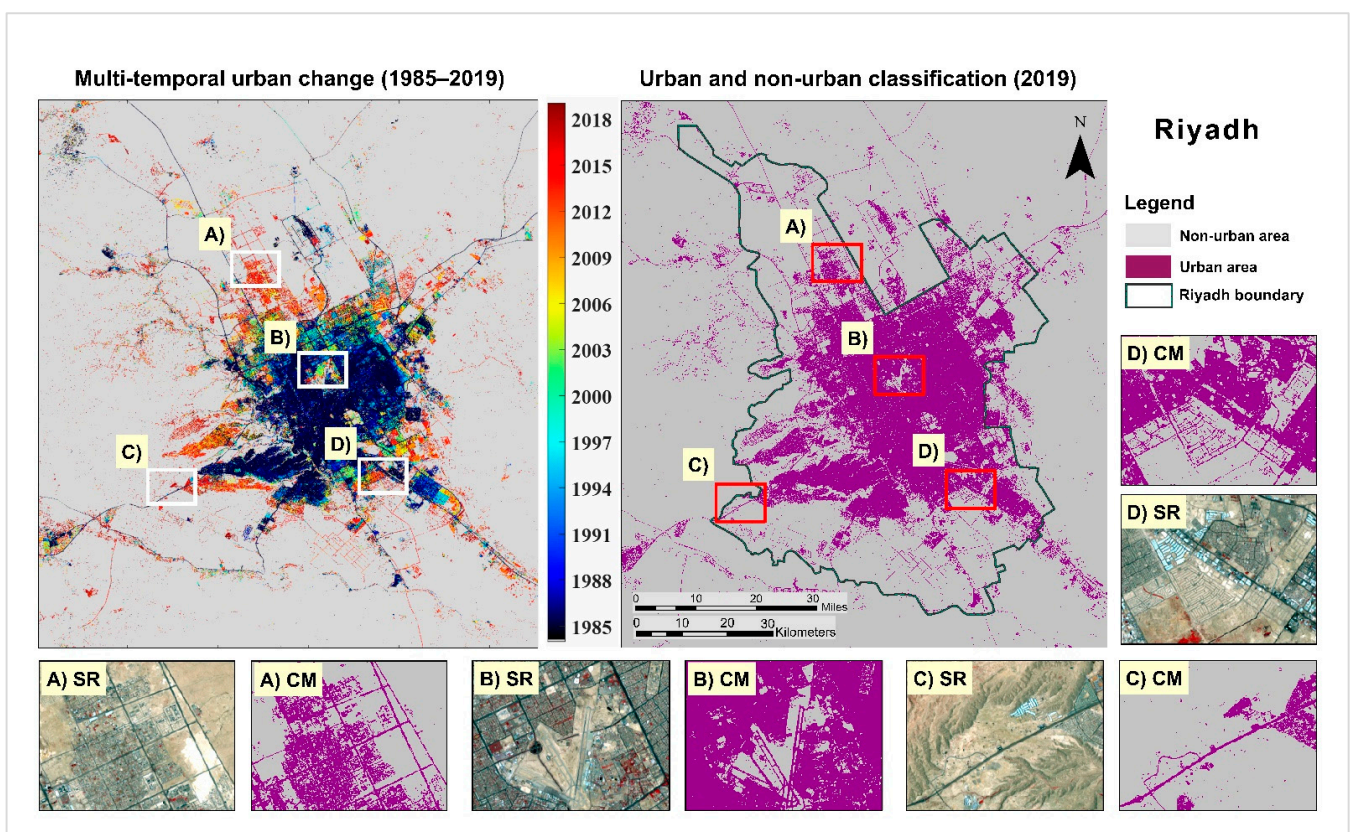 Multi-temporal urban change (1985–2019)
Urban and non-urban classification (2019)
Riyadh
N
Legend
Non-urban area
Urban area
Riyadh boundary
2018
2015
2012
2009
2006
2003
2000
1997
1994
1991
1988
1985
A)
B)
C)
D)
A)
B)
C)
D)
0 10 20 30 Miles
0 10 20 30 Kilometers
D) CM
D) SR
A) SR
A) CM
B) SR
B) CM
C) SR
C) CM